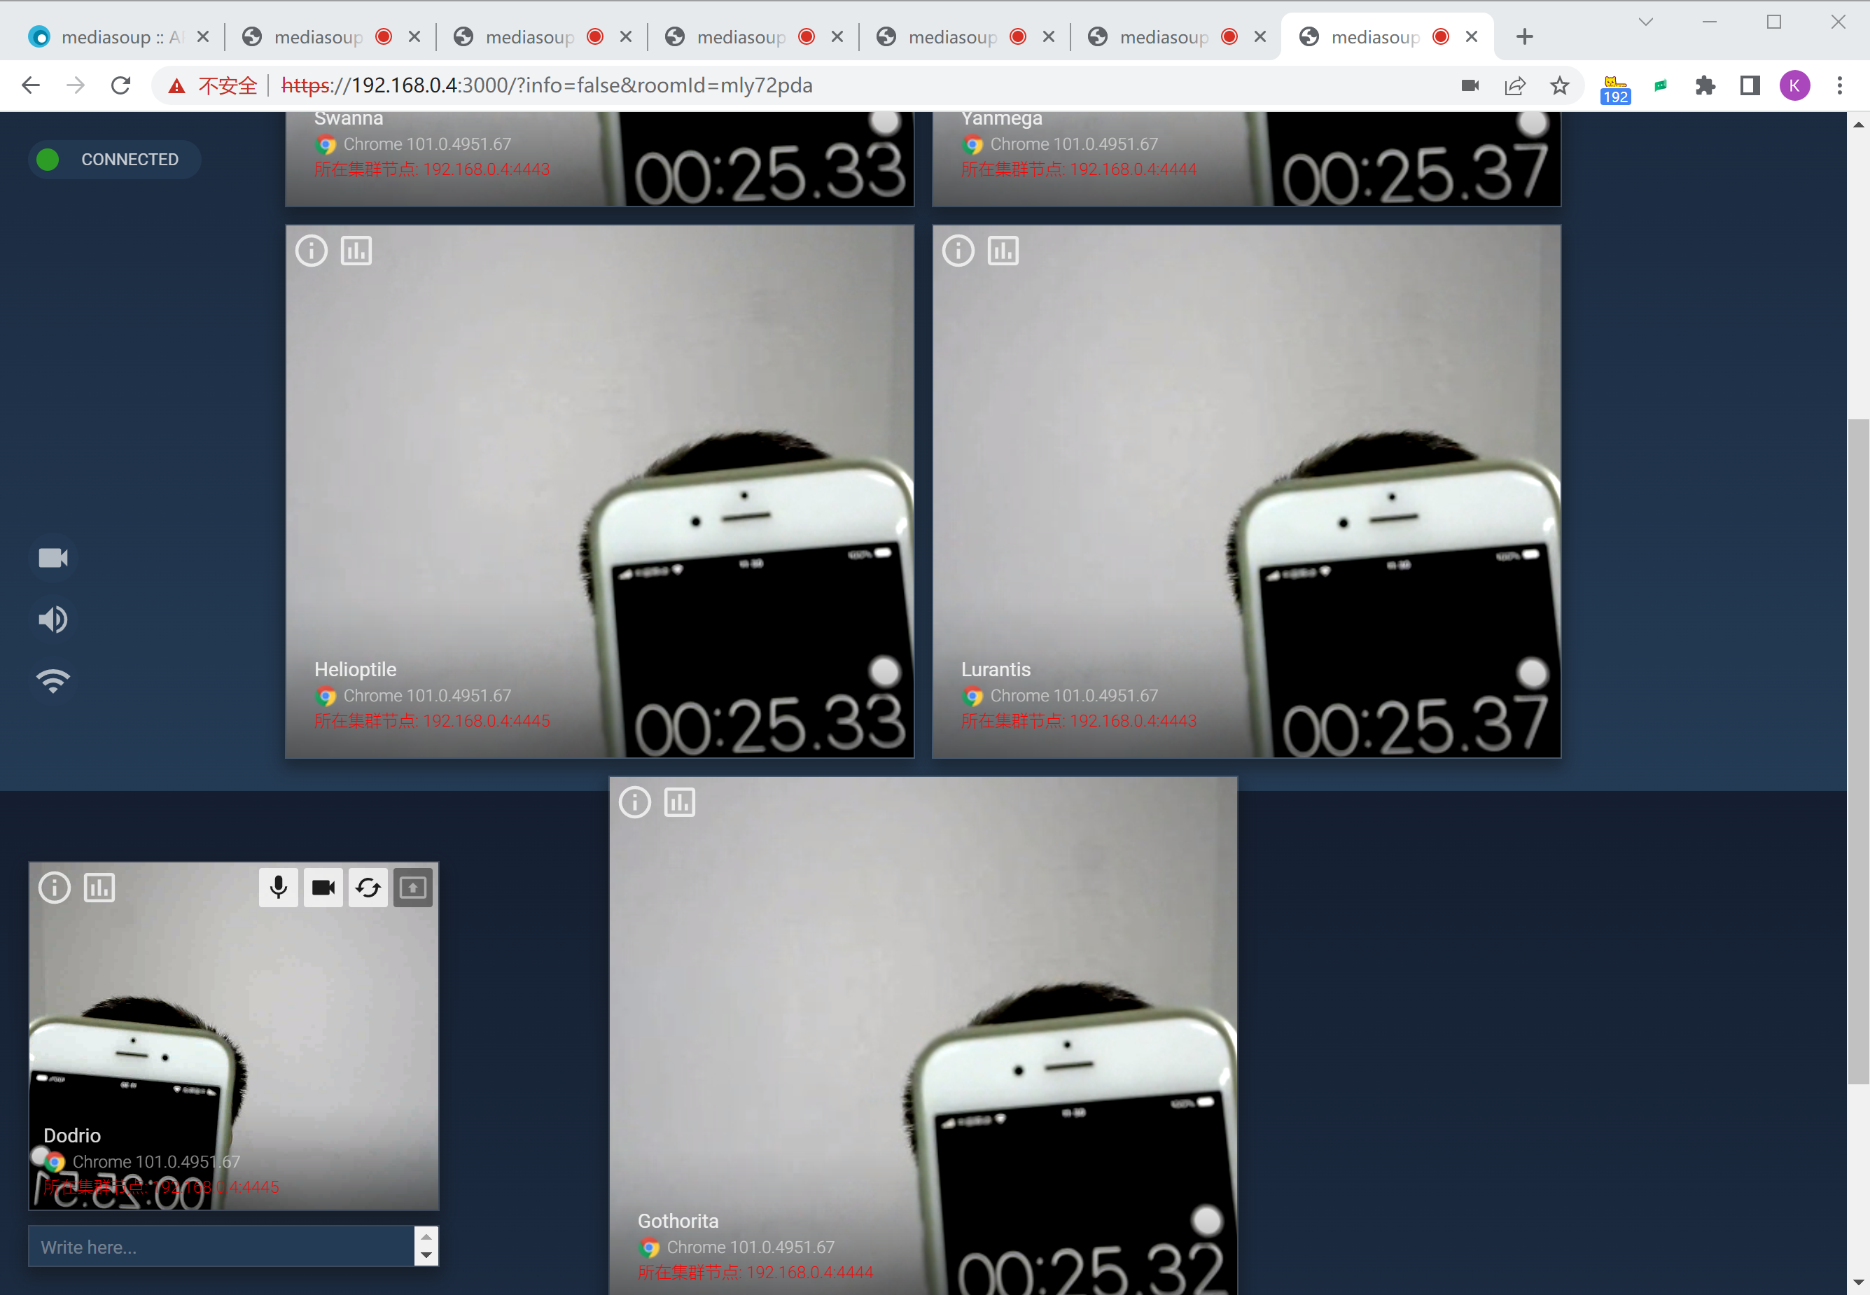 mediasoup :: A
mediasoup
mediasoup
mediasoup
mediasoup
mediasoup
mediasoup
不安全
https://192.168.0.4:3000/?info=false&roomId=mly72pda
192
K
CONNECTED
Swanna
Chrome 101.0.4951.67
所在集群节点: 192.168.0.4:4443
00:25.33
Yanmega
Chrome 101.0.4951.67
所在集群节点: 192.168.0.4:4444
00:25.37
Helioptile
Chrome 101.0.4951.67
所在集群节点: 192.168.0.4:4445
00:25.33
Lurantis
Chrome 101.0.4951.67
所在集群节点: 192.168.0.4:4443
00:25.37
Dodrio
Chrome 101.0.4951.67
所在集群节点: 192.168.0.4:4445
00:25.51
Write here...
Gothorita
Chrome 101.0.4951.67
所在集群节点: 192.168.0.4:4444
00:25.32